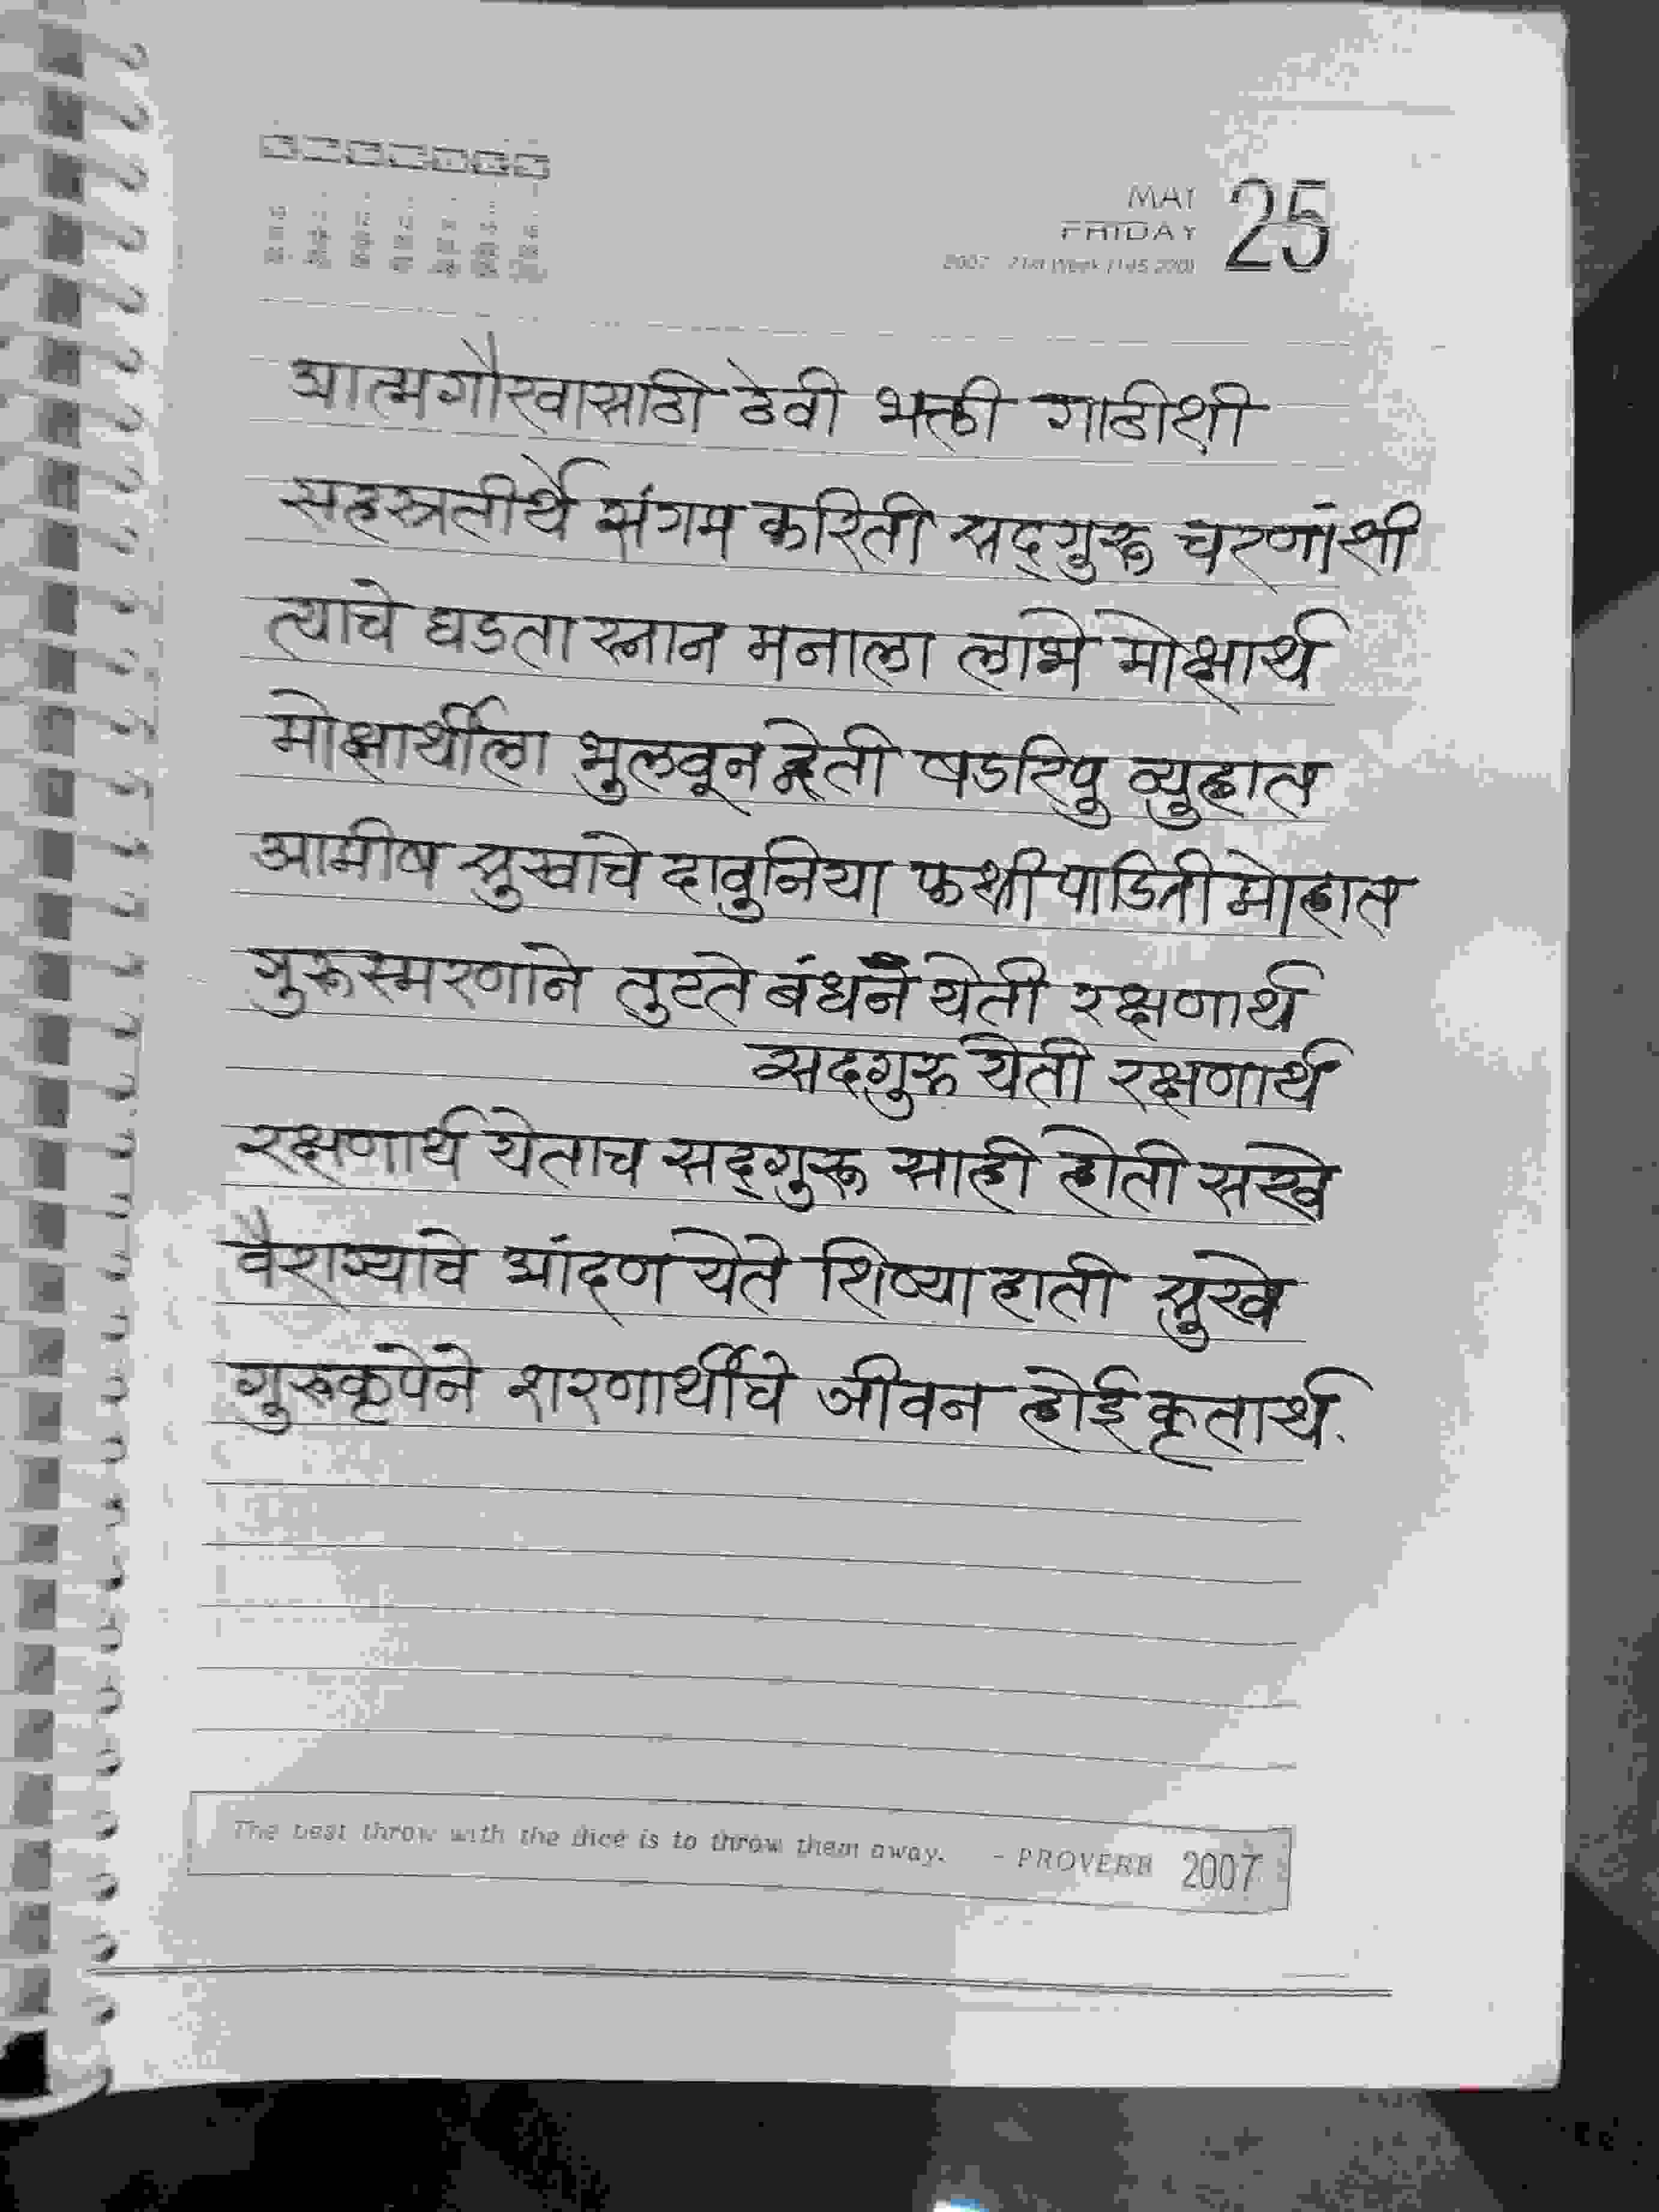 MAY 25
FRIDAY
2007 21st Week (145-220)
आत्मगौरवासाठी ठेवी भक्ती गाठीशी
सहस्त्रतीर्थे संगम करिती सद्गुरू चरणांशी
त्याचे घडता स्नान मनाला लाभे मोक्षार्थ
मोक्षार्थीला भुलवून नेती षडरिपु व्युहात
आमीष सुखाचे दावुनिया फशी पाडिती मोहात
गुरूस्मरणाने तुटते बंधने येती रक्षणार्थ
सदगुरू येती रक्षणार्थ
रक्षणार्थ येताच सद्गुरू साही होती सखे
वैराग्याचे आंदण येते शिष्या हाती सुखे
गुरुकृपेने शरणार्थीचे जीवन होई कृतार्थ.
The best throw with the dice is to throw them away. - PROVERB 2007